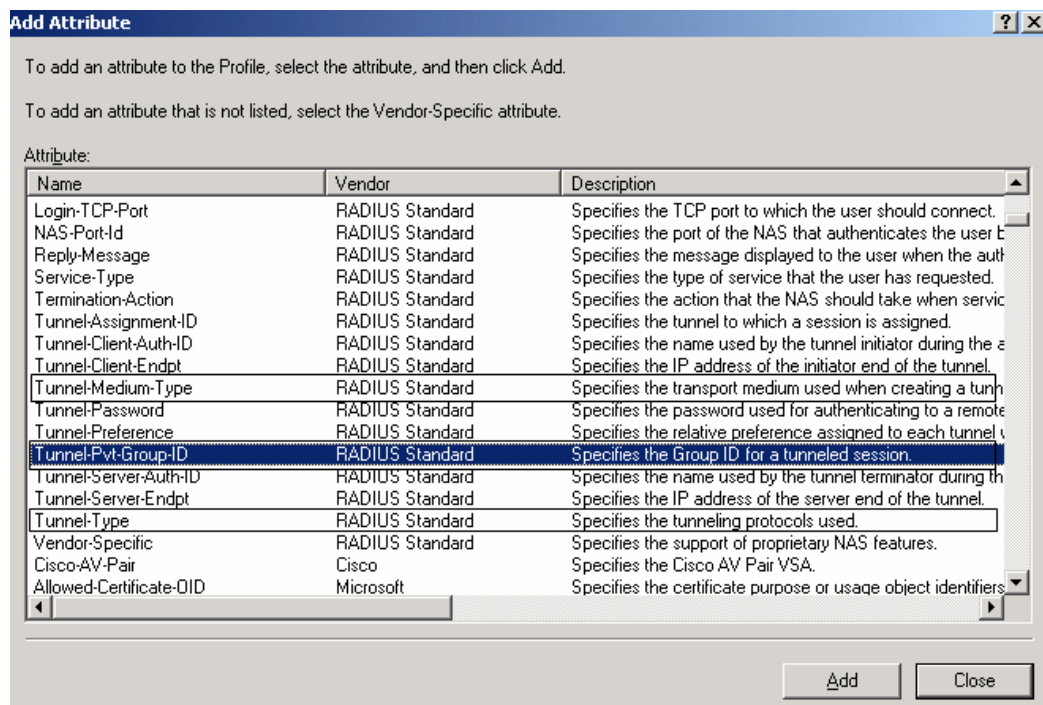 Add Attribute
To add an attribute to the Profile, select the attribute, and then click Add.
To add an attribute that is not listed, select the Vendor-Specific attribute.
Attribute:
Name Vendor Description
Login-TCP-Port RADIUS Standard Specifies the TCP port to which the user should connect.
NAS-Port-Id RADIUS Standard Specifies the port of the NAS that authenticates the user
Reply-Message RADIUS Standard Specifies the message displayed to the user when the
Service-Type RADIUS Standard Specifies the type of service that the user has requested.
Termination-Action RADIUS Standard Specifies the action that the NAS should take when
Tunnel-Assignment-ID RADIUS Standard Specifies the tunnel to which a session is assigned.
Tunnel-Client-Auth-ID RADIUS Standard Specifies the name used by the tunnel initiator during the
Tunnel-Client-Endpt RADIUS Standard Specifies the IP address of the initiator end of the tunnel.
Tunnel-Medium-Type RADIUS Standard Specifies the transport medium used when creating a
Tunnel-Password RADIUS Standard Specifies the password used for authenticating to a remote
Tunnel-Preference RADIUS Standard Specifies the relative preference assigned to each tunnel
Tunnel-Pvt-Group-ID RADIUS Standard Specifies the Group ID for a tunneled session.
Tunnel-Server-Auth-ID RADIUS Standard Specifies the name used by the tunnel terminator during
Tunnel-Server-Endpt RADIUS Standard Specifies the IP address of the server end of the tunnel.
Tunnel-Type RADIUS Standard Specifies the tunneling protocols used.
Vendor-Specific RADIUS Standard Specifies the support of proprietary NAS features.
Cisco-AV-Pair Cisco Specifies the Cisco AV Pair VSA.
Allowed-Certificate-OID Microsoft Specifies the certificate purpose or usage object identifiers
Add Close